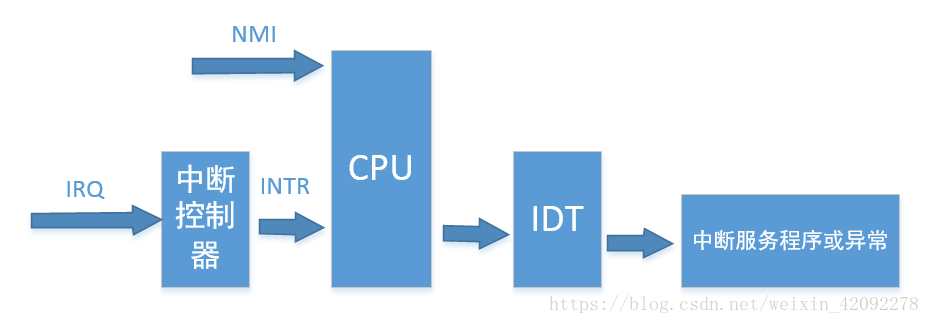 NMI
IRQ
中断
控制
器
INTR
CPU
IDT
中断服务程序或异常
https://blog.csdn.net/weixin_42092278